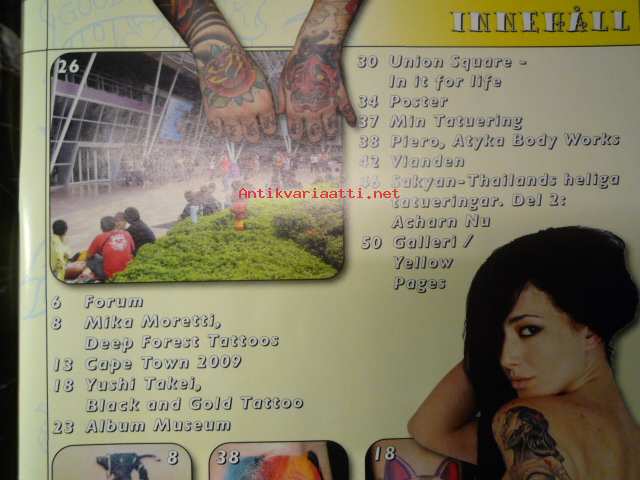 INNEHÅLL
26
30 Union Square -
In it for life
34 Poster
37 Min Tatuering
38 Piero, Atyka Body Works
42 Vianden
46 Sakyan-Thailands heliga
tatueringar. Del 2:
Acharn Nu
50 Galleri /
Yellow
Pages
Antikvariaatti.net
6 Forum
8 Mika Moretti,
Deep Forest Tattoos
13 Cape Town 2009
18 Yushi Takei,
Black and Gold Tattoo
23 Album Museum
8
38
18